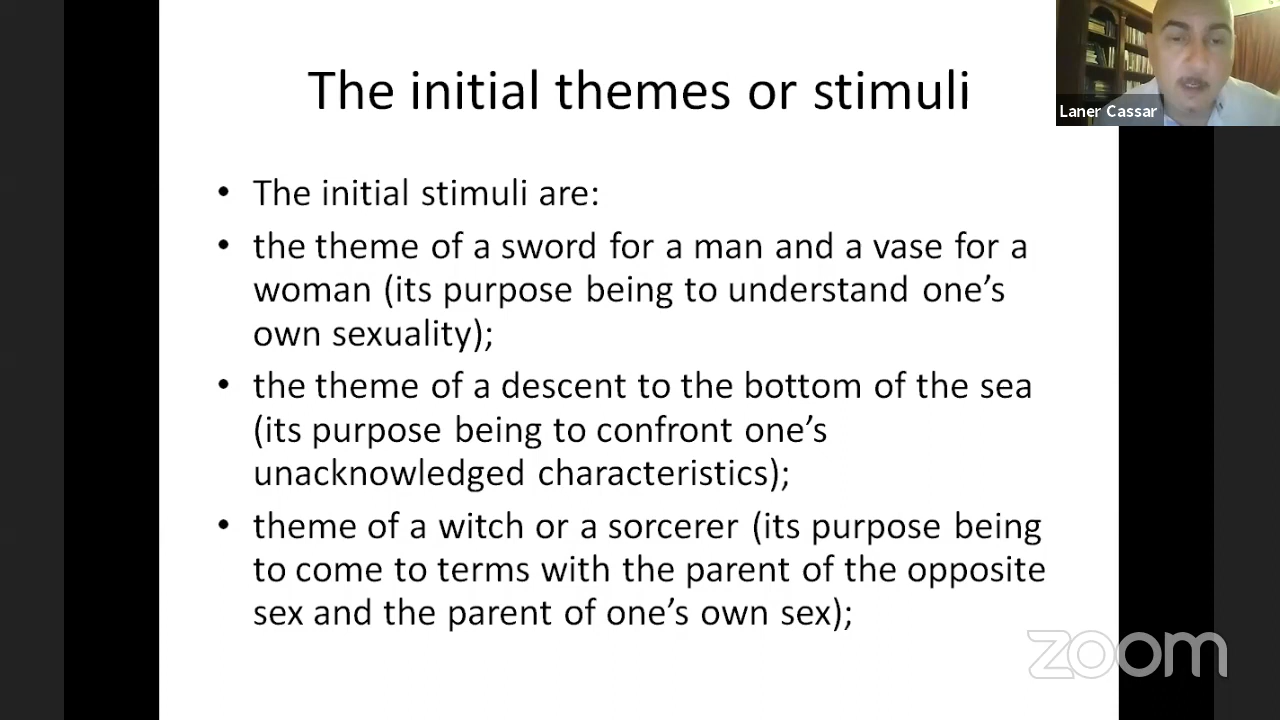 The initial themes or stimuli
Laner Cassar
• The initial stimuli are:
• the theme of a sword for a man and a vase for a
woman (its purpose being to understand one's
own sexuality);
• the theme of a descent to the bottom of the sea
(its purpose being to confront one's
unacknowledged characteristics);
• theme of a witch or a sorcerer (its purpose being
to come to terms with the parent of the opposite
sex and the parent of one's own sex);
zoom